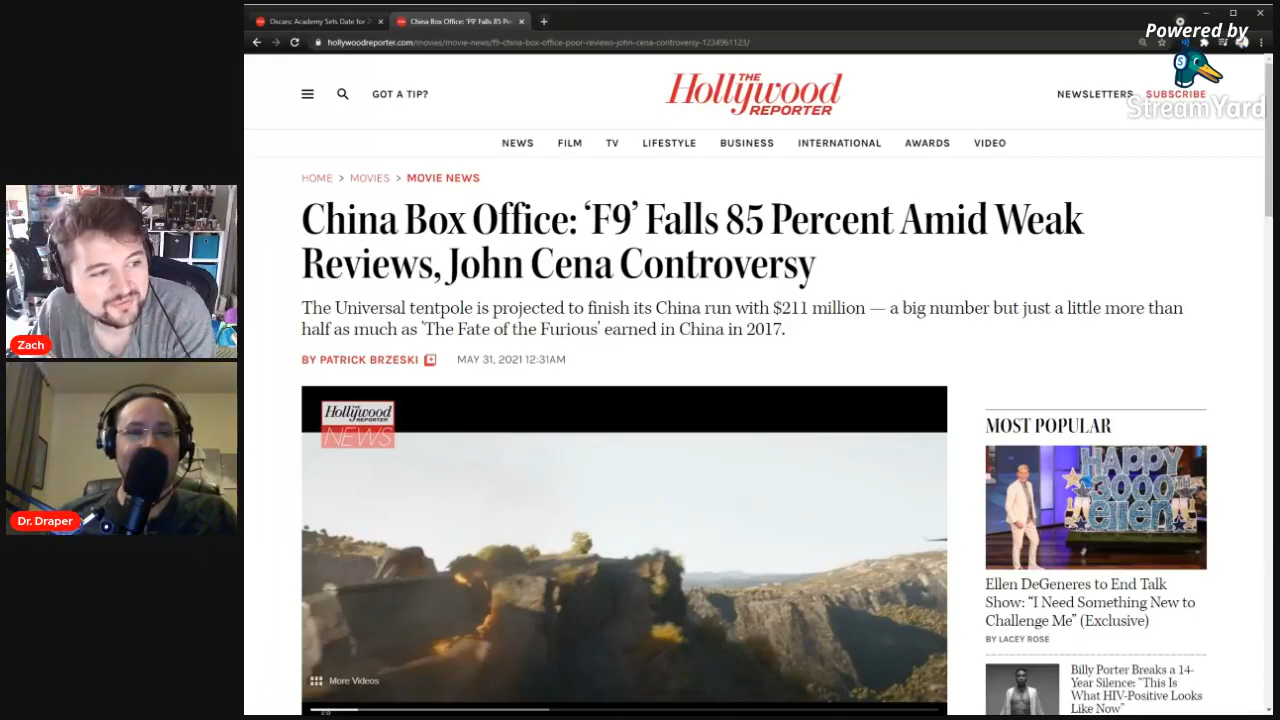 Oscars: Academy Sets Date for 2
China Box Office: 'F9' Falls 85 Pe
Powered by
hollywoodreporter.com/movies/movie-news/f9-china-box-office-poor-reviews-john-cena-controversy-1234961123/
S
StreamYard
GOT A TIP?
THE
Hollywood
REPORTER
NEWSLETTERS
SUBSCRIBE
NEWS FILM TV LIFESTYLE BUSINESS INTERNATIONAL AWARDS VIDEO
HOME > MOVIES > MOVIE NEWS
China Box Office: ‘F9’ Falls 85 Percent Amid Weak
Reviews, John Cena Controversy
The Universal tentpole is projected to finish its China run with $211 million — a big number but just a little more than
half as much as 'The Fate of the Furious' earned in China in 2017.
BY PATRICK BRZESKI MAY 31, 2021 12:31AM
Zach
Dr. Draper
THE
Hollywood
REPORTER
NEWS
More Videos
MOST POPULAR
HAPPY
3000TH
ellen
Ellen DeGeneres to End Talk
Show: “I Need Something New to
Challenge Me” (Exclusive)
BY LACEY ROSE
Billy Porter Breaks a 14-
Year Silence: “This Is
What HIV-Positive Looks
Like Now”